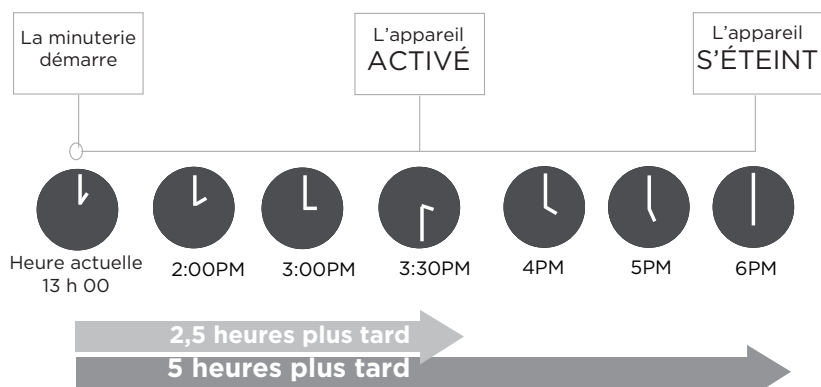 La minuterie
démarre
L'appareil
ACTIVÉ
L'appareil
S'ÉTEINT
Heure actuelle
13 h 00
2:00PM
3:00PM
3:30PM
4PM
5PM
6PM
2,5 heures plus tard
5 heures plus tard